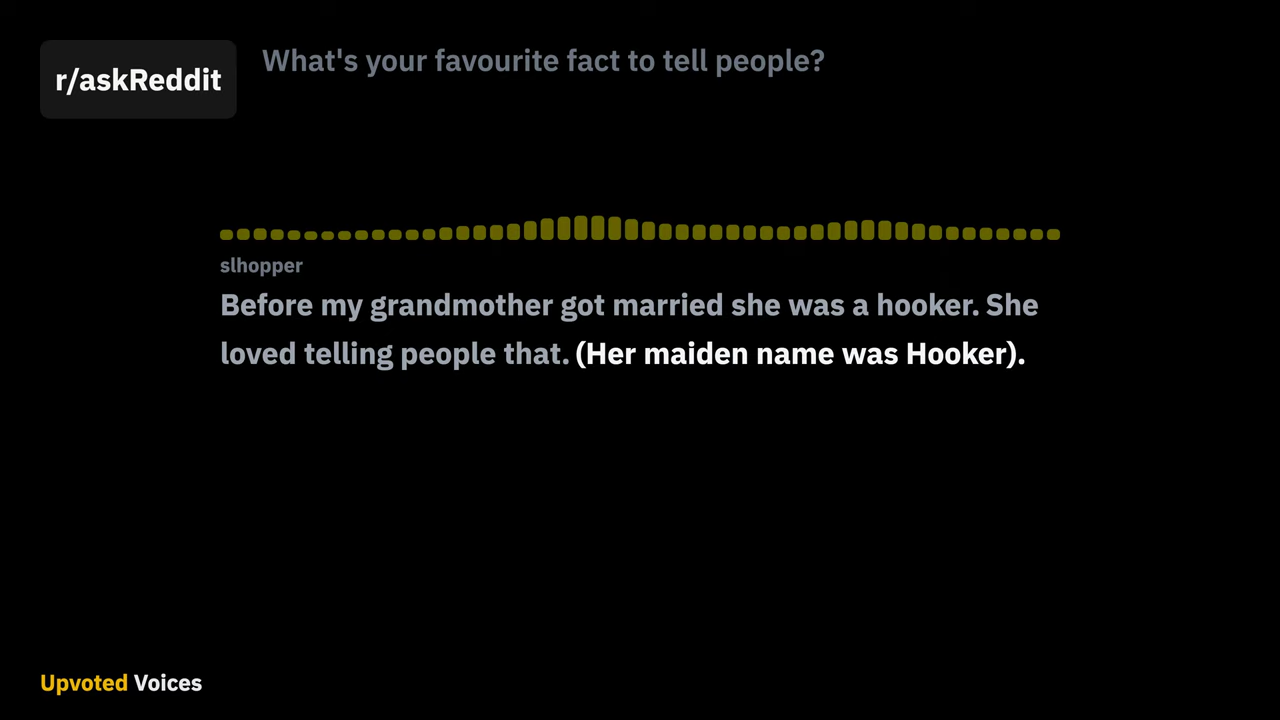 r/askReddit
What's your favourite fact to tell people?
slhopper
Before my grandmother got married she was a hooker. She
loved telling people that. (Her maiden name was Hooker).
Upvoted Voices